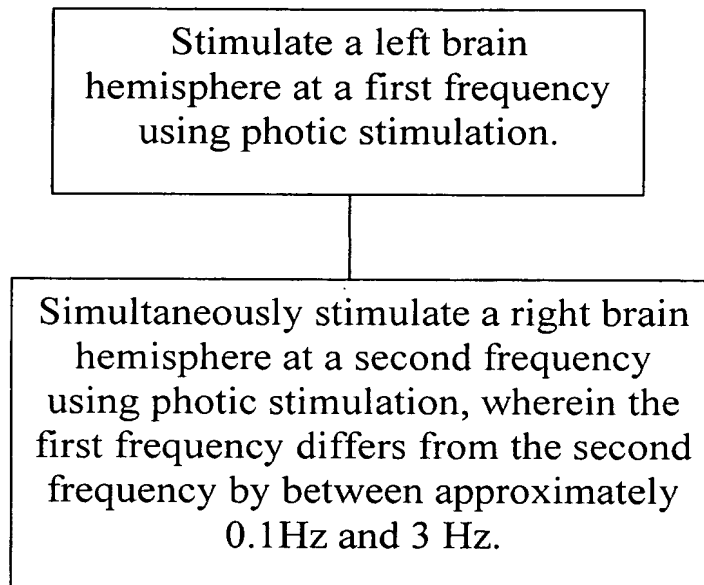 Stimulate a left brain
hemisphere at a first frequency
using photic stimulation.
Simultaneously stimulate a right brain
hemisphere at a second frequency
using photic stimulation, wherein the
first frequency differs from the second
frequency by between approximately
0.1Hz and 3 Hz.